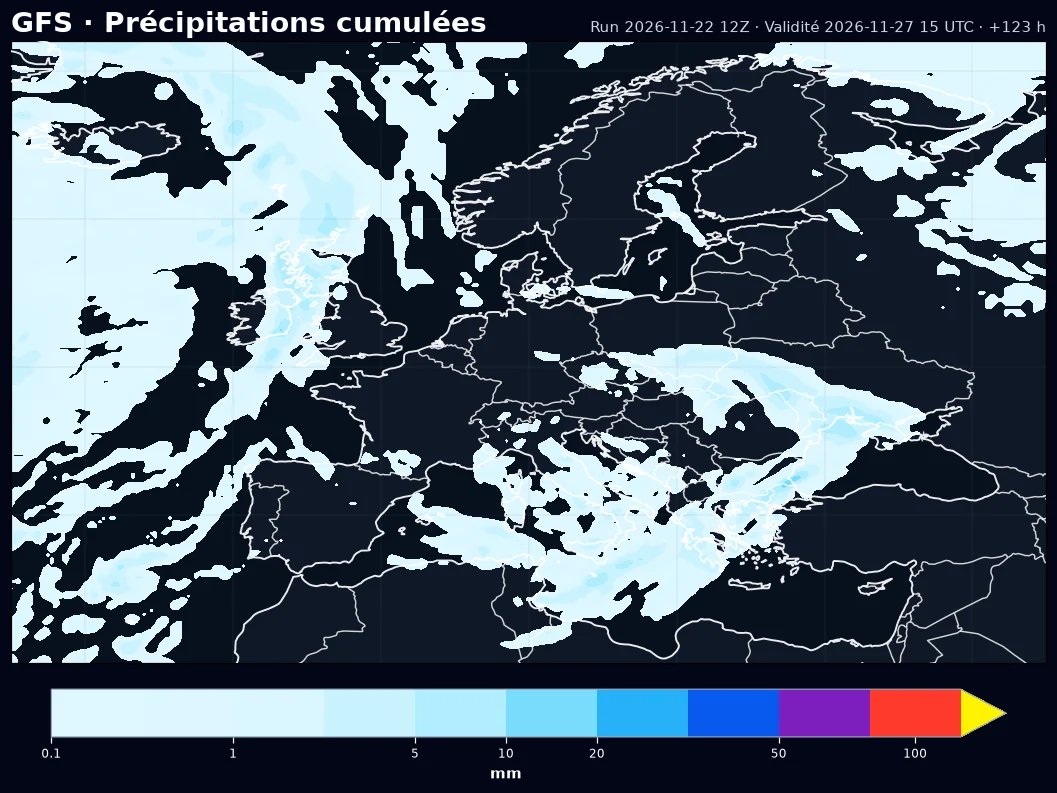 GFS · Précipitations cumulées
Run 2026-11-22 12Z · Validité 2026-11-27 15 UTC · +123 h
0.1 1 5 10 20 50 100
mm